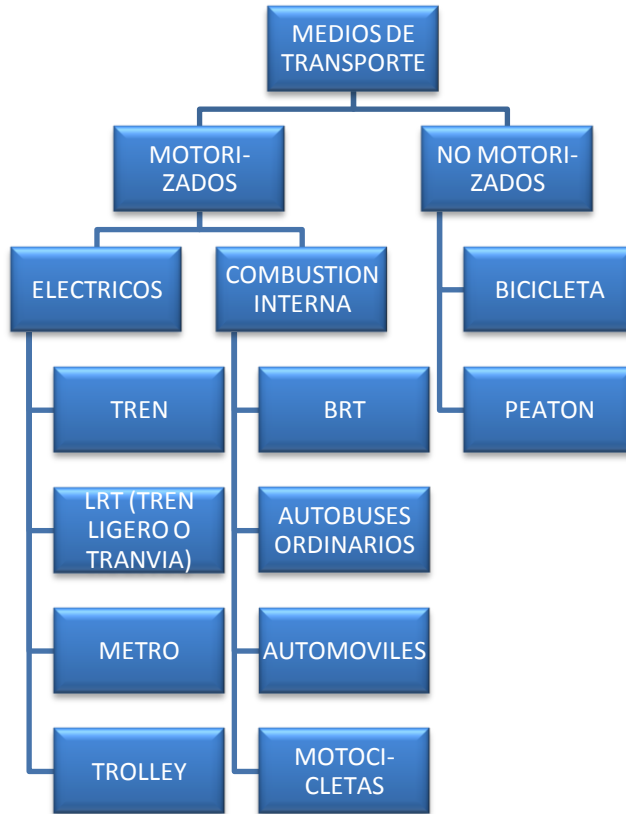 MEDIOS DE
TRANSPORTE
MOTORI-
ZADOS
NO MOTORI-
ZADOS
ELECTRICOS
COMBUSTION
INTERNA
BICICLETA
TREN
BRT
PEATON
LRT (TREN
LIGERO O
TRANVIA)
AUTOBUSES
ORDINARIOS
METRO
AUTOMOVILES
TROLLEY
MOTOCI-
CLETAS